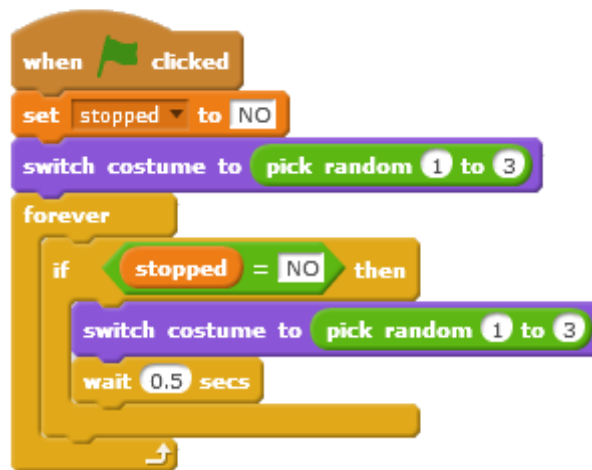 when clicked
set stopped to NO
switch costume to pick random 1 to 3
forever
if stopped = NO then
switch costume to pick random 1 to 3
wait 0.5 secs